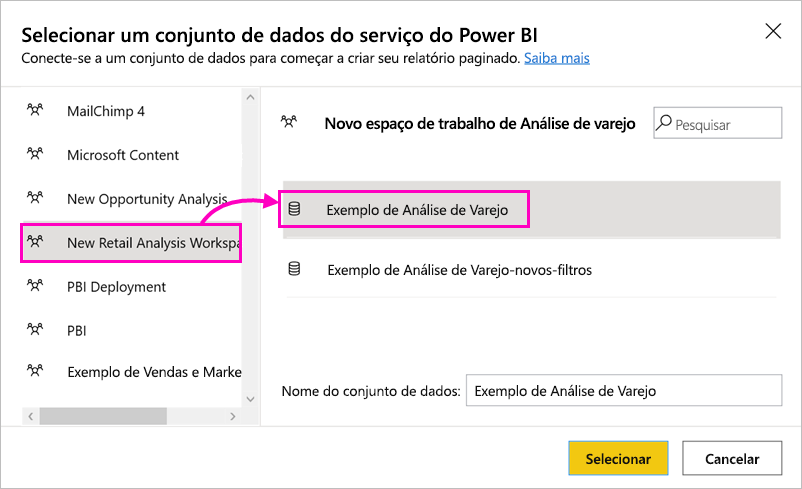 Selecionar um conjunto de dados do serviço do Power BI
Conecte-se a um conjunto de dados para começar a criar seu relatório paginado. Saiba mais
MailChimp 4
Microsoft Content
New Opportunity Analysis
New Retail Analysis Workspa
PBI Deployment
PBI
Exemplo de Vendas e Marke
Novo espaço de trabalho de Análise de varejo
Pesquisar
Exemplo de Análise de Varejo
Exemplo de Análise de Varejo-novos-filtros
Nome do conjunto de dados: Exemplo de Análise de Varejo
Selecionar
Cancelar